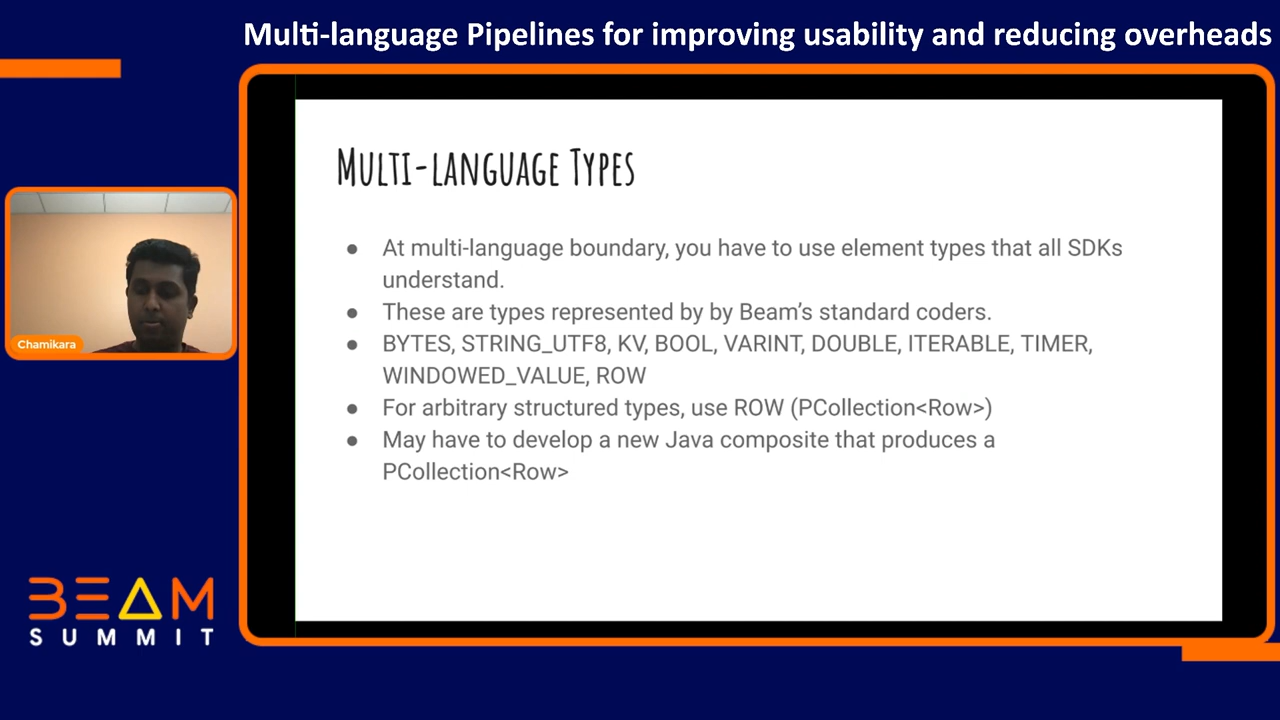 Multi-language Pipelines for improving usability and reducing overheads
MULTI-LANGUAGE TYPES
● At multi-language boundary, you have to use element types that all SDKs
understand.
● These are types represented by by Beam’s standard coders.
● BYTES, STRING_UTF8, KV, BOOL, VARINT, DOUBLE, ITERABLE, TIMER,
WINDOWED_VALUE, ROW
● For arbitrary structured types, use ROW (PCollection<Row>)
● May have to develop a new Java composite that produces a
PCollection<Row>
Chamikara
BEAM
SUMMIT